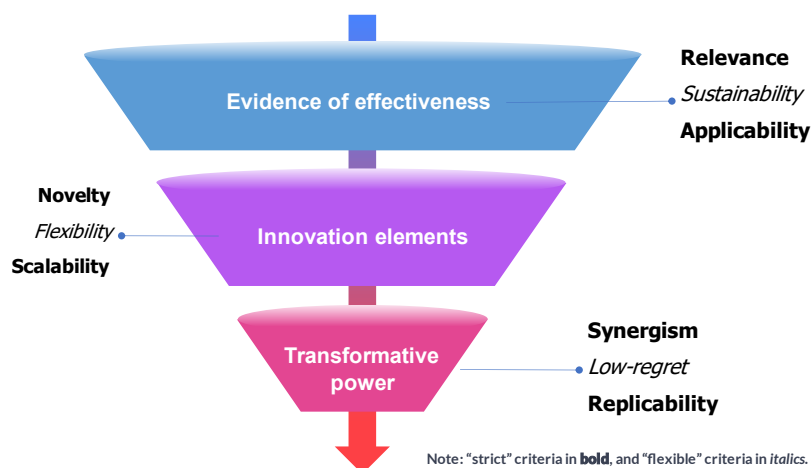 Evidence of effectiveness
Relevance
Sustainability
Applicability
Novelty
Flexibility
Scalability
Innovation elements
Transformative
power
Synergism
Low-regret
Replicability
Note: “strict” criteria in bold, and “flexible” criteria in italics.